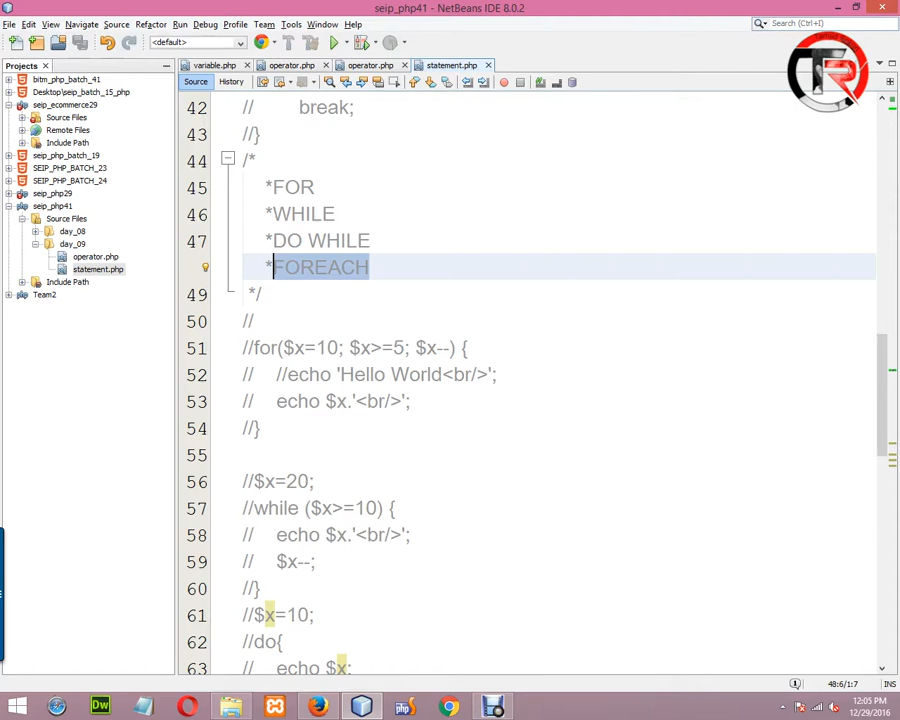 seip_php41 - NetBeans IDE 8.0.2
File Edit View Navigate Source Refactor Run Debug Profile Team Tools Window Help
Search (Ctrl+I)
<default>
Projects
variable.php operator.php operator.php statement.php
Source History
bitm_php_batch_41
Desktop\seip_batch_15_php
seip_ecommerce29
Source Files
Remote Files
Include Path
seip_php_batch_19
SEIP_PHP_BATCH_23
SEIP_PHP_BATCH_24
seip_php29
seip_php41
Source Files
day_08
day_09
operator.php
statement.php
Include Path
Team2
TR
42 // break;
43 //}
44 /*
45 *FOR
46 *WHILE
47 *DO WHILE
*FOREACH
49 */
50 //
51 //for($x=10; $x>=5; $x--) {
52 // //echo 'Hello World<br/>';
53 // echo $x.'<br/>';
54 //}
55
56 //$x=20;
57 //while ($x>=10) {
58 // echo $x.'<br/>';
59 // $x--;
60 //}
61 //$x=10;
62 //do{
63 // echo $x;
48:6/1:7 INS
Dw
php
12:05 PM
12/29/2016